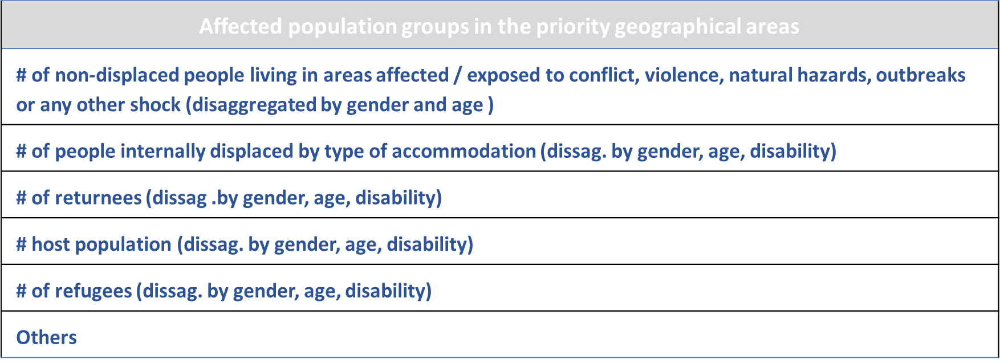 Affected population groups in the priority geographical areas
# of non-displaced people living in areas affected / exposed to conflict, violence, natural hazards, outbreaks
or any other shock (disaggregated by gender and age )
# of people internally displaced by type of accommodation (dissag. by gender, age, disability)
# of returnees (dissag .by gender, age, disability)
# host population (dissag. by gender, age, disability)
# of refugees (dissag. by gender, age, disability)
Others